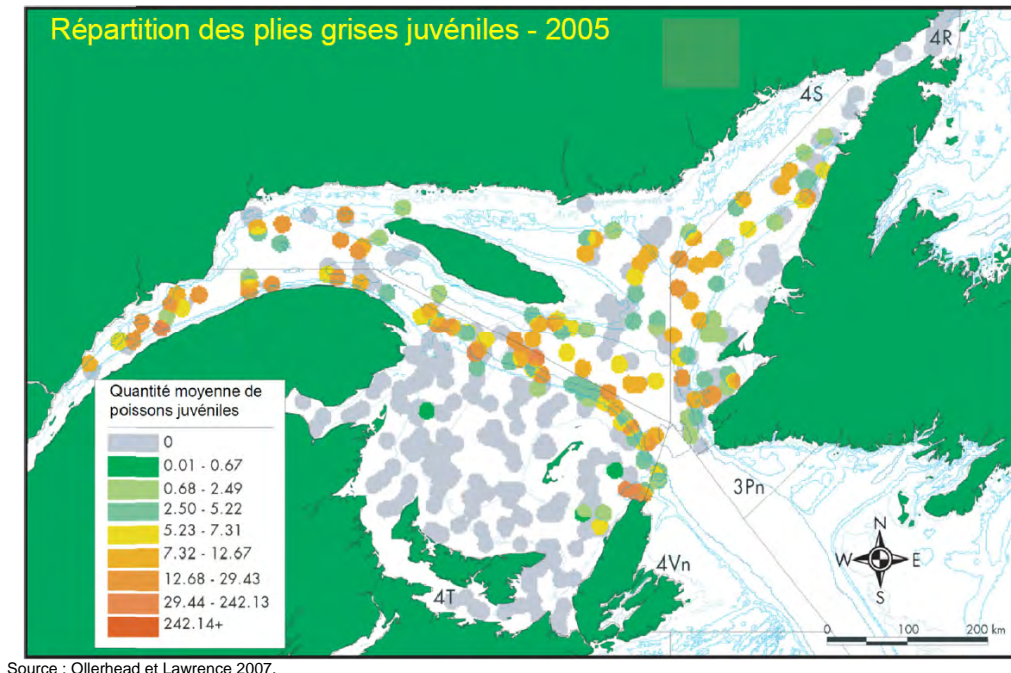 Répartition des plies grises juvéniles - 2005
4R
4S
Quantité moyenne de
poissons juvéniles
0
0.01 - 0.67
0.68 - 2.49
2.50 - 5.22
5.23 - 7.31
7.32 - 12.67
12.68 - 29.43
29.44 - 242.13
242.14+
3Pn
4Vn
4T
N
W E
S
0 100 200 km
Source : Ollerhead et Lawrence 2007.